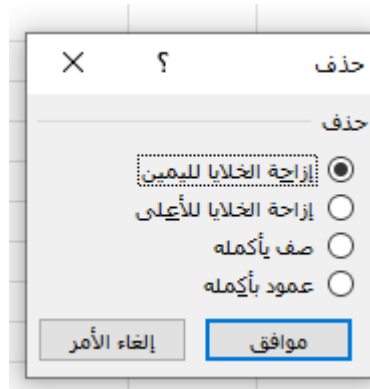 حذف ؟
حذف
إزاحة الخلايا لليمين
إزاحة الخلايا للأعلى
صف بأكمله
عمود بأكمله
موافق إلغاء الأمر